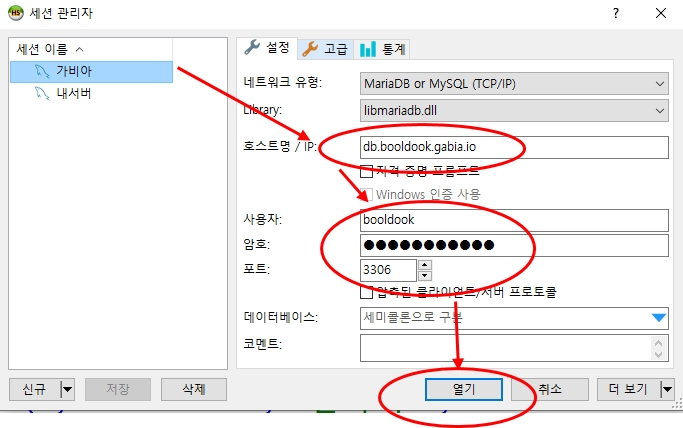 HS 세션 관리자
? ×
세션 이름
가비아
내서버
설정 고급 통계
네트워크 유형: MariaDB or MySQL (TCP/IP)
Library: libmariadb.dll
호스트명 / IP: db.booldook.gabia.io
자격 증명 프롬프트
Windows 인증 사용
사용자: booldook
암호: ●●●●●●●●●●●
포트: 3306
압축된 클라이언트/서버 프로토콜
데이터베이스: 세미콜론으로 구분
코멘트:
신규 저장 삭제 열기 취소 더 보기